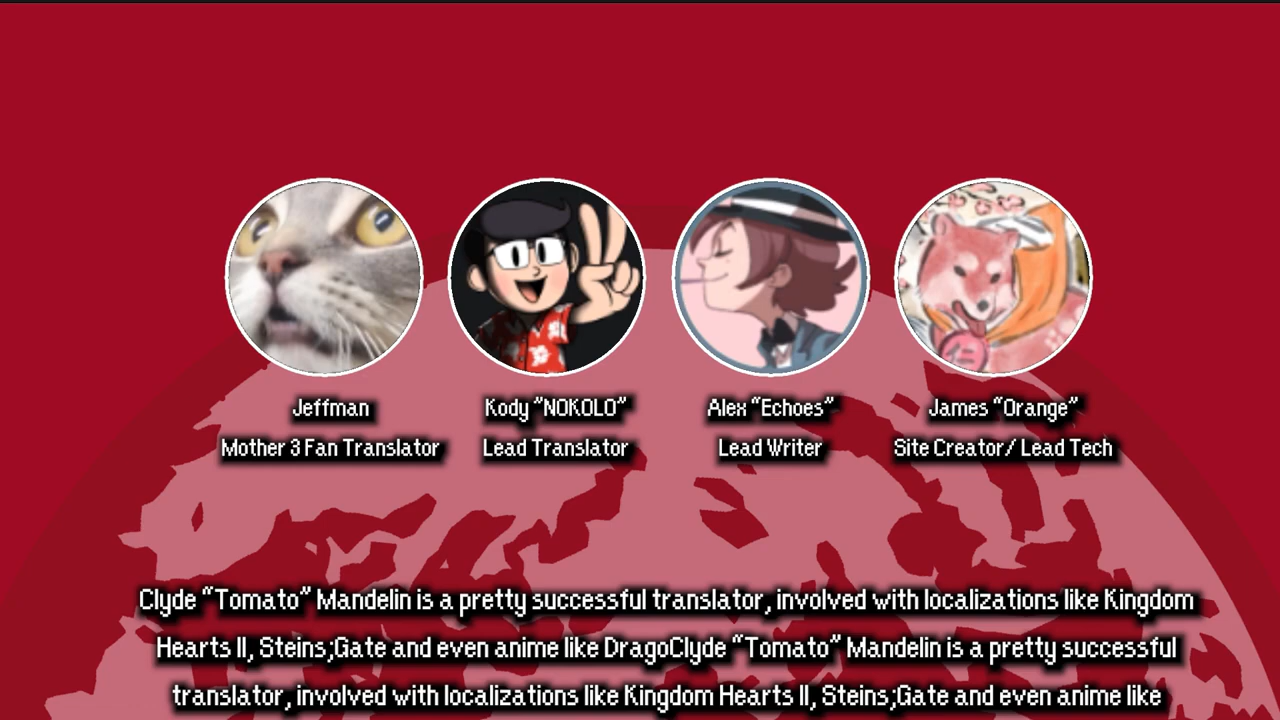 Jeffman
Mother 3 Fan Translator
Kody “NOKOLO”
Lead Translator
Alex “Echoes”
Lead Writer
James “Orange”
Site Creator/ Lead Tech
Clyde “Tomato” Mandelin is a pretty successful translator, involved with localizations like Kingdom
Hearts II, Steins;Gate and even anime like DragoClyde “Tomato” Mandelin is a pretty successful
translator, involved with localizations like Kingdom Hearts II, Steins;Gate and even anime like